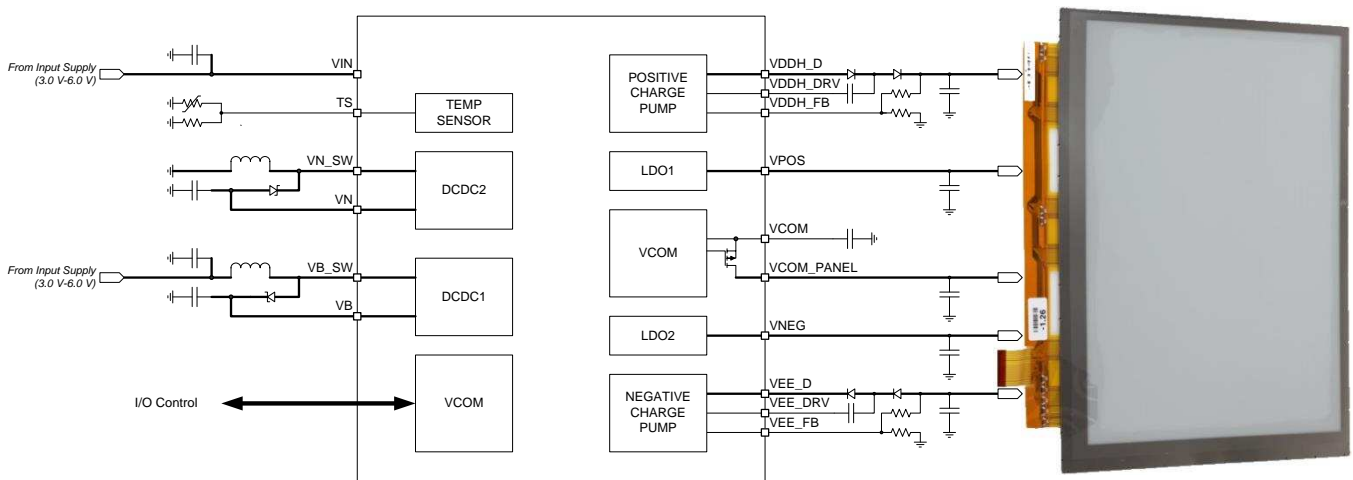 From Input Supply
(3.0 V-6.0 V)
VIN
TS
TEMP
SENSOR
VN_SW
VN
DCDC2
From Input Supply
(3.0 V-6.0 V)
VB_SW
VB
DCDC1
I/O Control
VCOM
POSITIVE
CHARGE
PUMP
VDDH_D
VDDH_DRV
VDDH_FB
LDO1
VPOS
VCOM
VCOM
VCOM_PANEL
LDO2
VNEG
NEGATIVE
CHARGE
PUMP
VEE_D
VEE_DRV
VEE_FB
-1.26